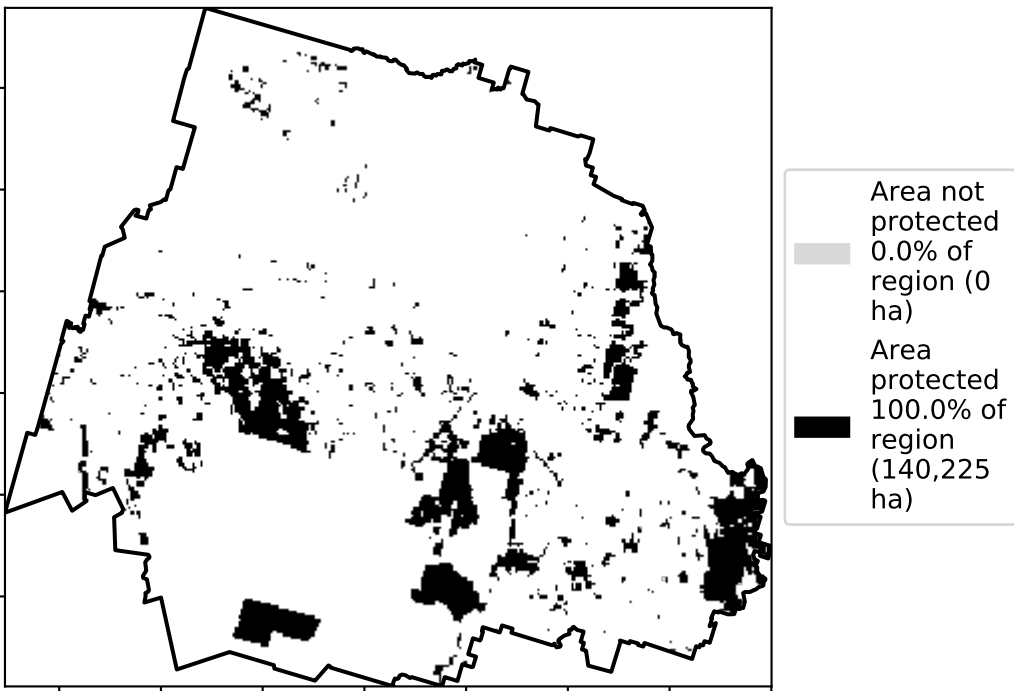 Area not
protected
0.0% of
region (0
ha)
Area
protected
100.0% of
region
(140,225
ha)